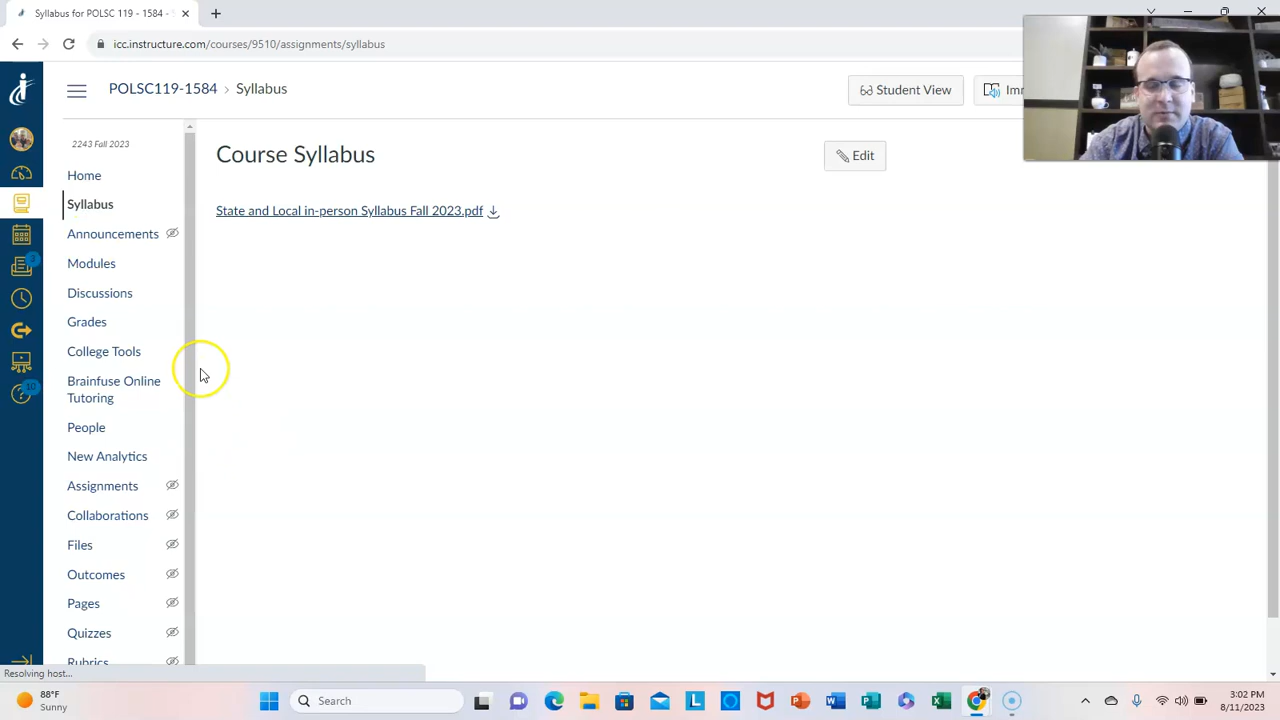 Syllabus for POLSC 119 - 1584 - S
icc.instructure.com/courses/9510/assignments/syllabus
POLSC119-1584 > Syllabus
Student View
Imm
2243 Fall 2023
Course Syllabus
Edit
Home
Syllabus
State and Local in-person Syllabus Fall 2023.pdf
Announcements
Modules
3
Discussions
Grades
College Tools
Brainfuse Online
Tutoring
10
People
New Analytics
Assignments
Collaborations
Files
Outcomes
Pages
Quizzes
Rubrics
Resolving host...
88°F
Sunny
Search
3:02 PM
8/11/2023